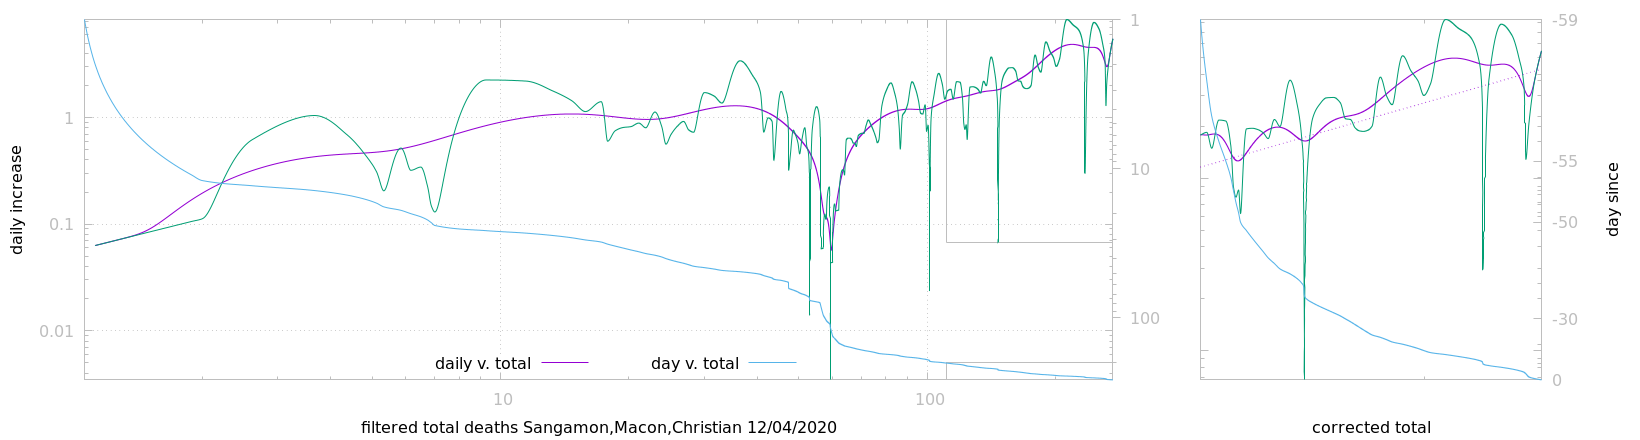 1
-59
1
10
-55
0.1
-50
daily increase
day since
0.01
100
-30
daily v. total
day v. total
0
10
100
filtered total deaths Sangamon,Macon,Christian 12/04/2020
corrected total